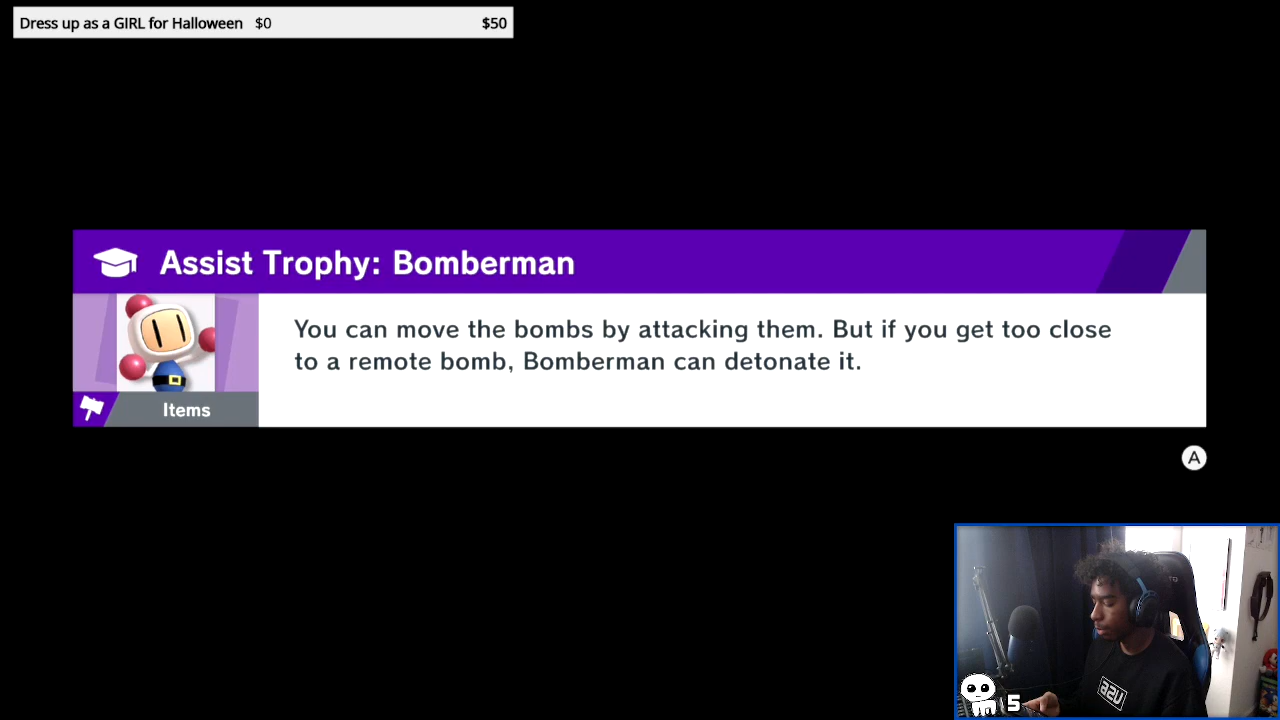 Dress up as a GIRL for Halloween $0 $50
Assist Trophy: Bomberman
You can move the bombs by attacking them. But if you get too close
to a remote bomb, Bomberman can detonate it.
Items
A
5